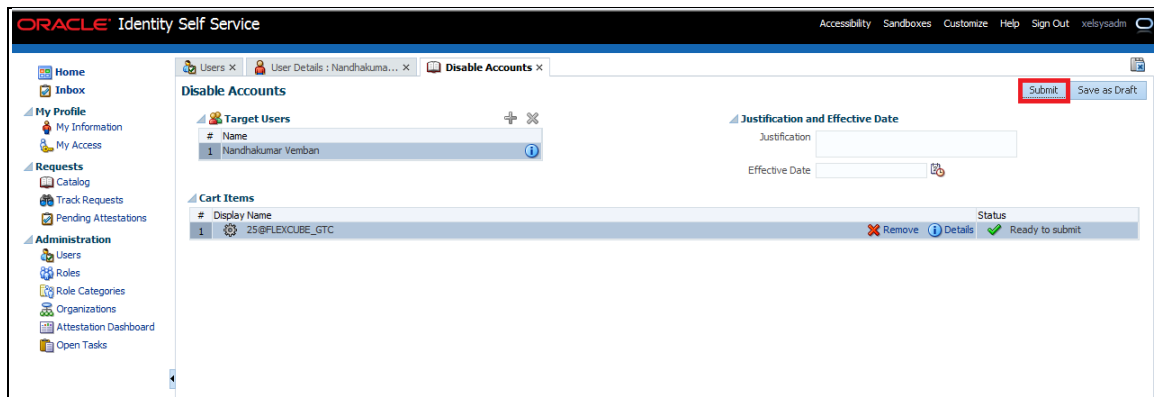 ORACLE Identity Self Service
Accessibility Sandboxes Customize Help Sign Out xelsysadm
Home
Inbox
My Profile
My Information
My Access
Requests
Catalog
Track Requests
Pending Attestations
Administration
Users
Roles
Role Categories
Organizations
Attestation Dashboard
Open Tasks
Users × User Details : Nandhakuma... × Disable Accounts ×
Disable Accounts
Submit Save as Draft
Target Users
# Name
1 Nandhakumar Vemban
Justification and Effective Date
Justification
Effective Date
Cart Items
# Display Name Status
1 25@FLEXCUBE_GTC Remove Details Ready to submit